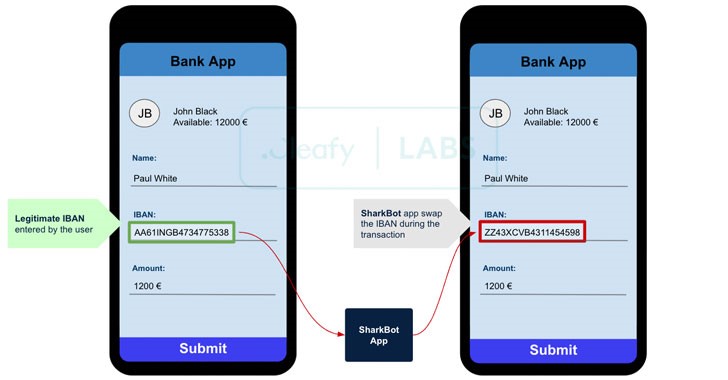 Bank App
JB
John Black
Available: 12000 €
Name:
Paul White
IBAN:
AA61INGB4734775338
Amount:
1200 €
Submit
Legitimate IBAN
entered by the user
.cleafy | LABS
SharkBot app swap
the IBAN during the
transaction
SharkBot
App
Bank App
JB
John Black
Available: 12000 €
Name:
Paul White
IBAN:
ZZ43XCVB4311454598
Amount:
1200 €
Submit